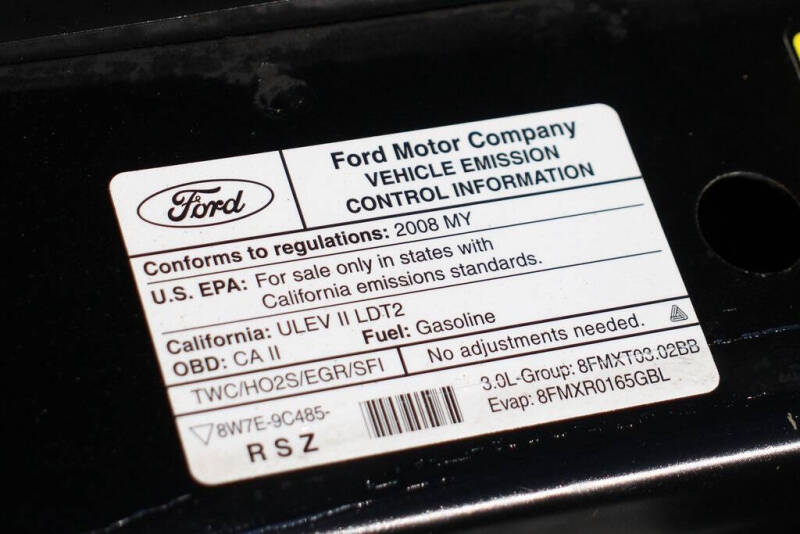 Ford
Ford Motor Company
VEHICLE EMISSION
CONTROL INFORMATION
Conforms to regulations: 2008 MY
U.S. EPA: For sale only in states with
California emissions standards.
California: ULEV II LDT2
OBD: CA II Fuel: Gasoline
TWC/HO2S/EGR/SFI No adjustments needed.
8W7E-9C485-
R S Z
3.0L-Group: 8FMXT03.02BB
Evap: 8FMXR0165GBL